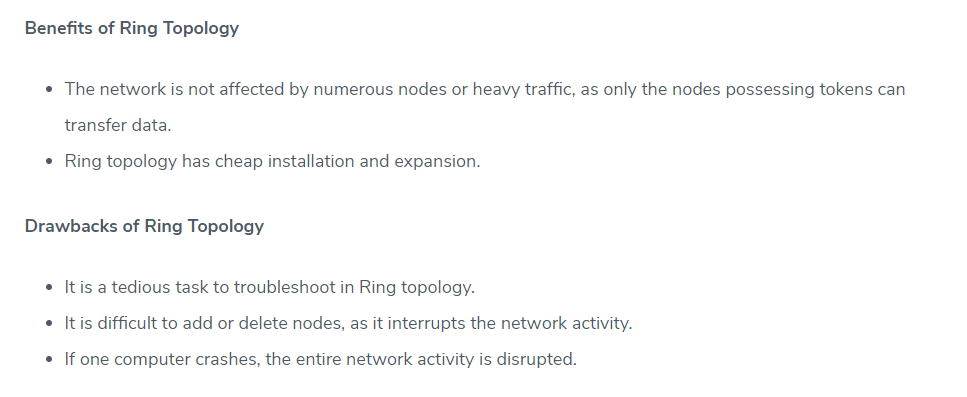 Benefits of Ring Topology
• The network is not affected by numerous nodes or heavy traffic, as only the nodes possessing tokens can
transfer data.
• Ring topology has cheap installation and expansion.
Drawbacks of Ring Topology
• It is a tedious task to troubleshoot in Ring topology.
• It is difficult to add or delete nodes, as it interrupts the network activity.
• If one computer crashes, the entire network activity is disrupted.